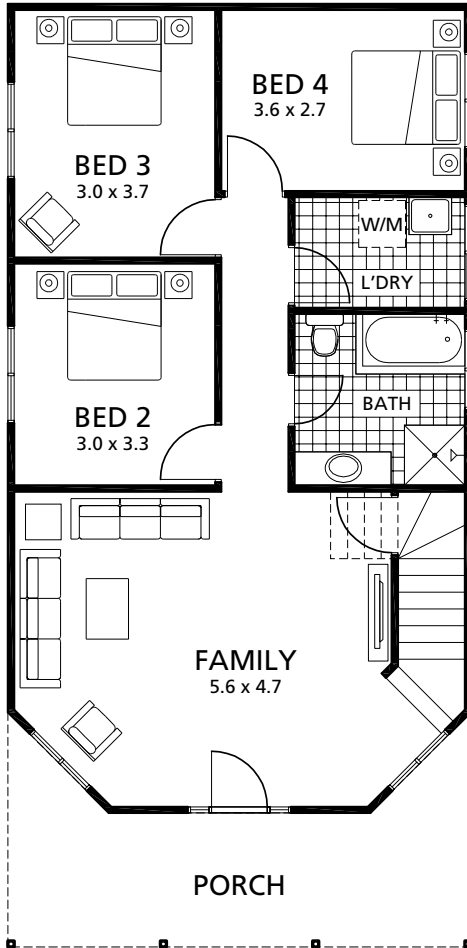 BED 4
3.6 x 2.7
BED 3
3.0 x 3.7
W/M
L'DRY
BATH
BED 2
3.0 x 3.3
FAMILY
5.6 x 4.7
PORCH